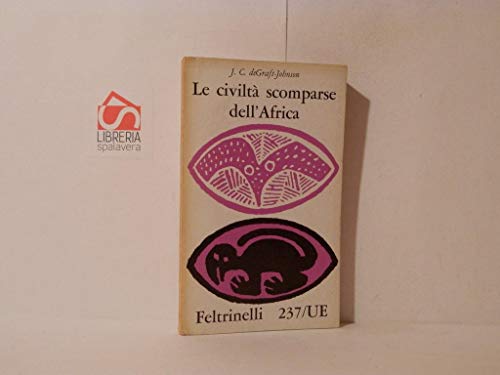 J. C. deGraft-Johnson
Le civiltà scomparse
dell'Africa
LIBRERIA
spalavera
Feltrinelli 237/UE